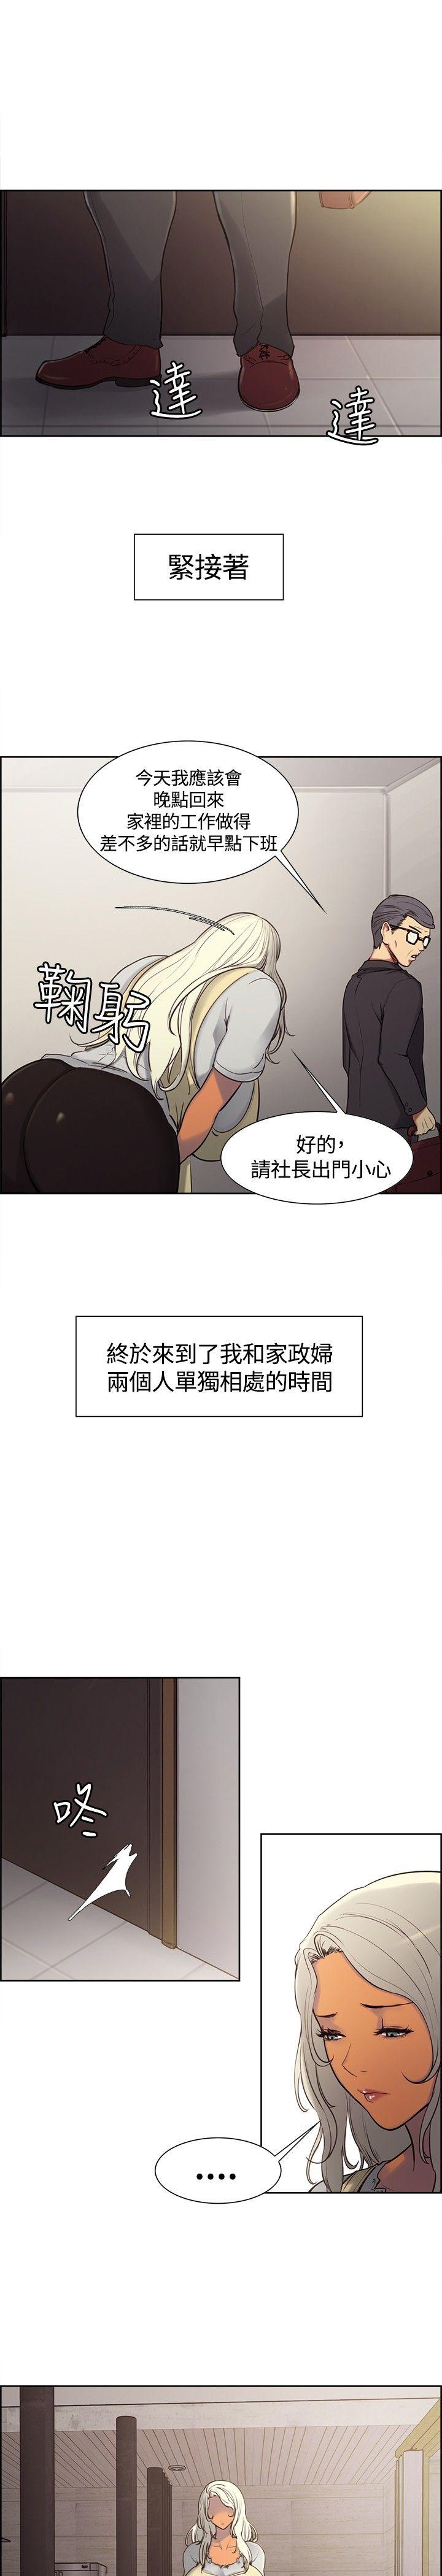 達
達
緊接著
今天我應該會
晚點回來
家裡的工作做得
差不多的話就早點下班
鞠躬
好的,
請社長出門小心
終於來到了我和家政婦
兩個人單獨相處的時間
咚
....